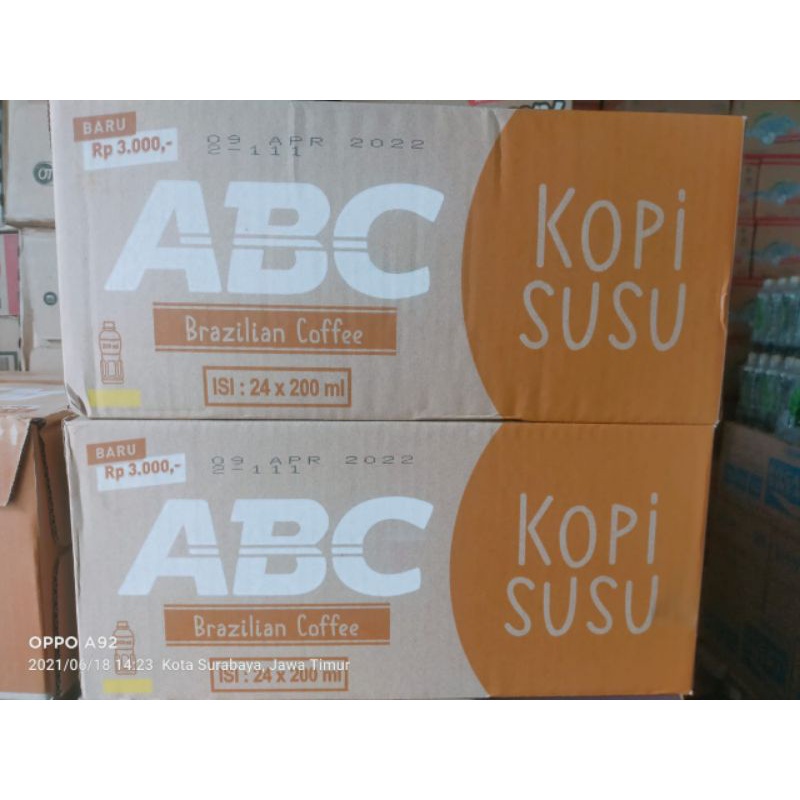 BARU
Rp 3.000,-
09 APR 2022
2-111
ABC
Brazilian Coffee
ISI : 24 x 200 ml
KOPi
SUSU
BARU
Rp 3.000,-
09 APR 2022
2-111
ABC
Brazilian Coffee
ISI : 24 x 200 ml
KOPi
SUSU
OPPO A92
2021/06/18 14:23 Kota Surabaya, Jawa Timur